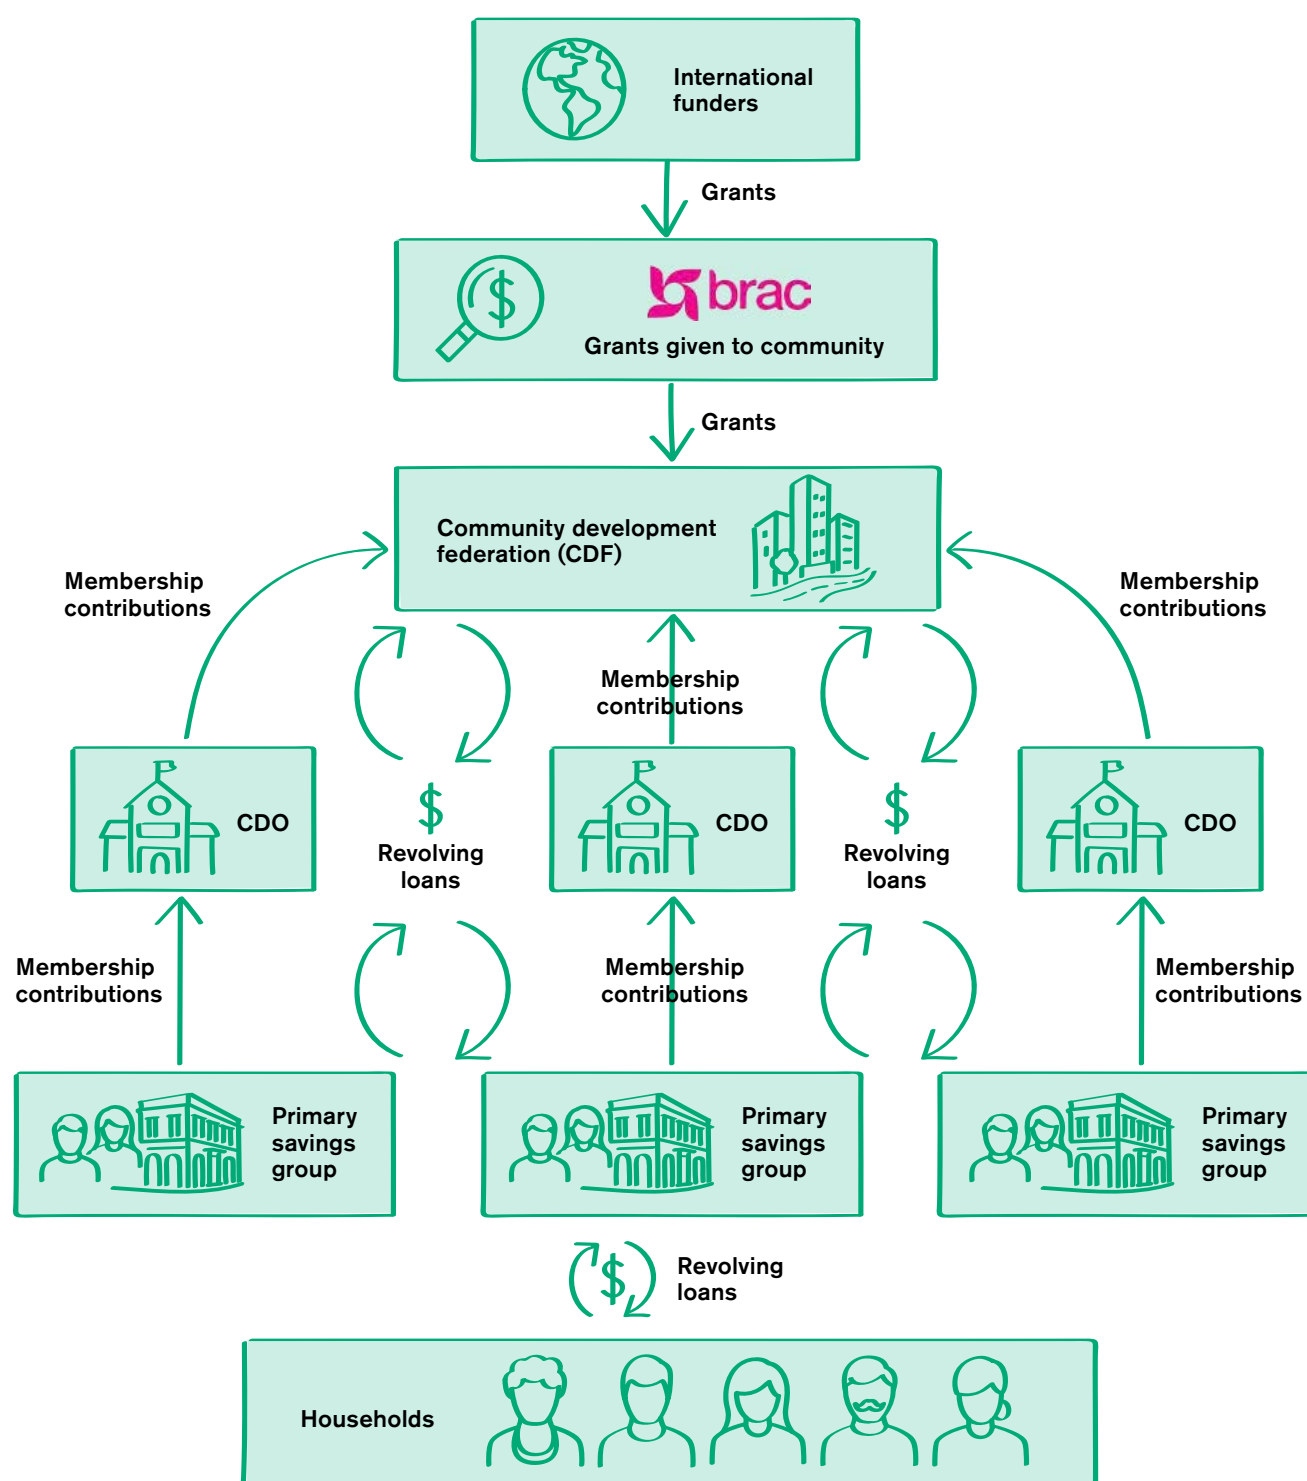 International
funders
Grants
brac
Grants given to community
Grants
Community development
federation (CDF)
Membership
contributions
Membership
contributions
Membership
contributions
CDO
$
Revolving
loans
CDO
$
Revolving
loans
CDO
Membership
contributions
Membership
contributions
Membership
contributions
Primary
savings
group
Primary
savings
group
Primary
savings
group
$
Revolving
loans
Households